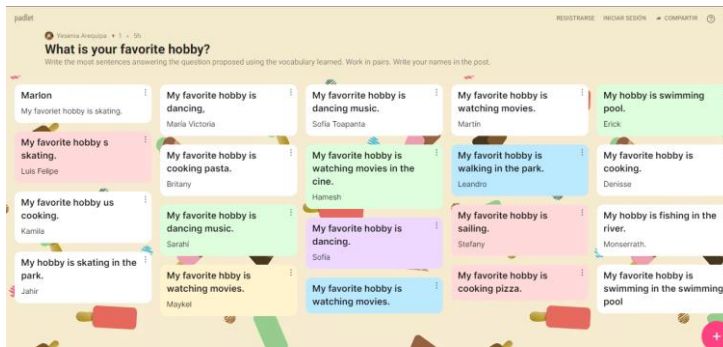 padlet
REGISTRARSE INICIAR SESIÓN COMPARTIR
Yesenia Arequipa + 1 • 5h
What is your favorite hobby?
Write the most sentences answering the question proposed using the vocabulary learned. Work in pairs. Write your names in the post.
Marlon
My favoriet hobby is skating.
My favorite hobby s
skating.
Luis Felipe
My favorite hobby us
cooking.
Kamila
My hobby is skating in the
park.
Jahir
My favorite hobby is
dancing,
María Victoria
My favorite hobby is
cooking pasta.
Britany
My favorite hobby is
dancing music.
Sarahí
My favorite hbby is
watching movies.
Maykel
My favorrite hobby is
dancing music.
Sofía Toapanta
My favorite hobby is
watching movies in the
cine.
Hamesh
My favorite hobby is
dancing.
Sofía
My favorite hobby is
watching movies.
My favorite hobby is
watching movies.
Martín
My favorit hobby is
walking in the park.
Leandro
My favorite hobby is
sailing.
Stefany
My favorite hobby is
cooking pizza.
My hobby is swimming
pool.
Erick
My favorite hobby is
cooking.
Denisse
My hobby is fishing in the
river.
Monserrath.
My favorite hobby is
swimming in the swimming
pool